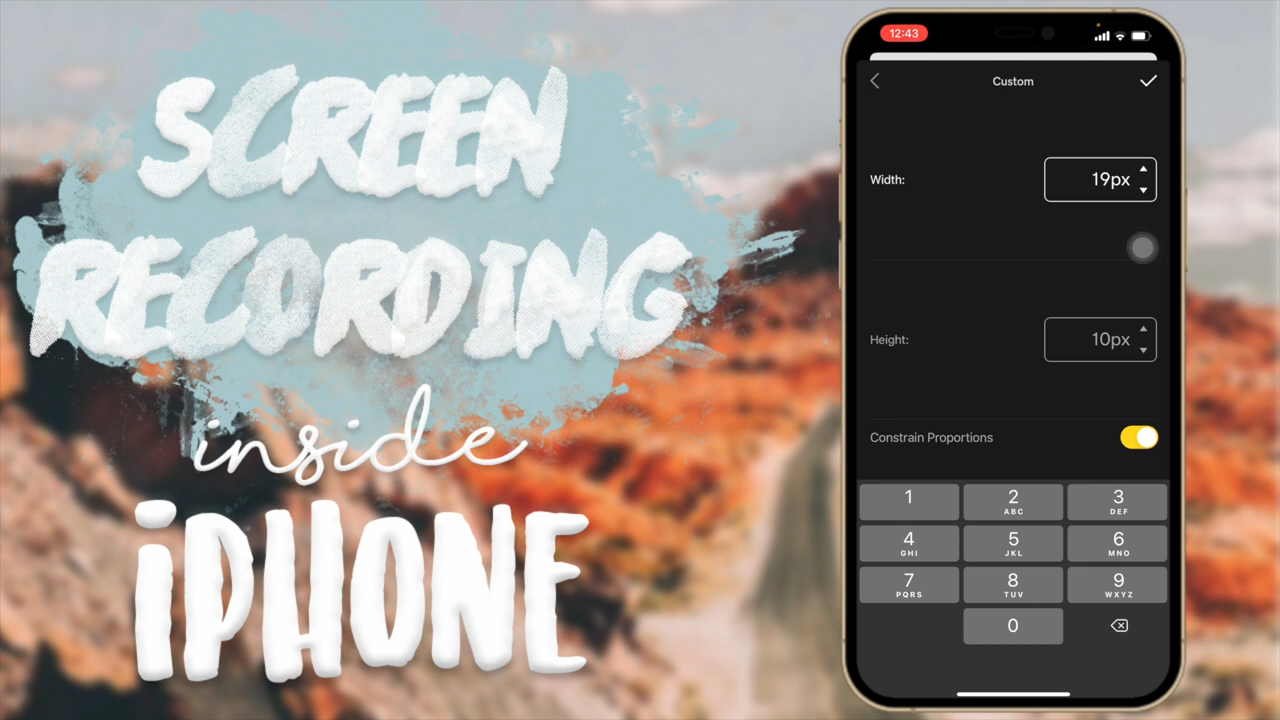 SCREEN
RECORDING
inside
iPHONE
12:43
Custom
Width:
19px
Height:
10px
Constrain Proportions
1
2
ABC
3
DEF
4
GHI
5
JKL
6
MNO
7
PQRS
8
TUV
9
WXYZ
0